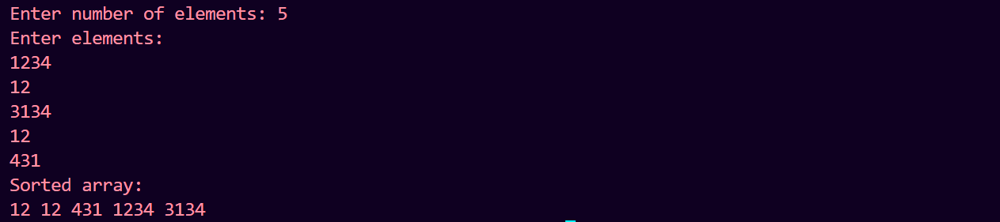 Enter number of elements: 5
Enter elements:
1234
12
3134
12
431
Sorted array:
12 12 431 1234 3134